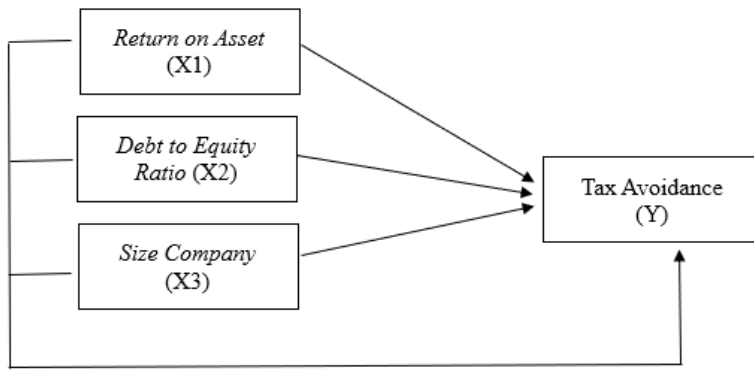 Return on Asset
(X1)
Debt to Equity
Ratio (X2)
Size Company
(X3)
Tax Avoidance
(Y)